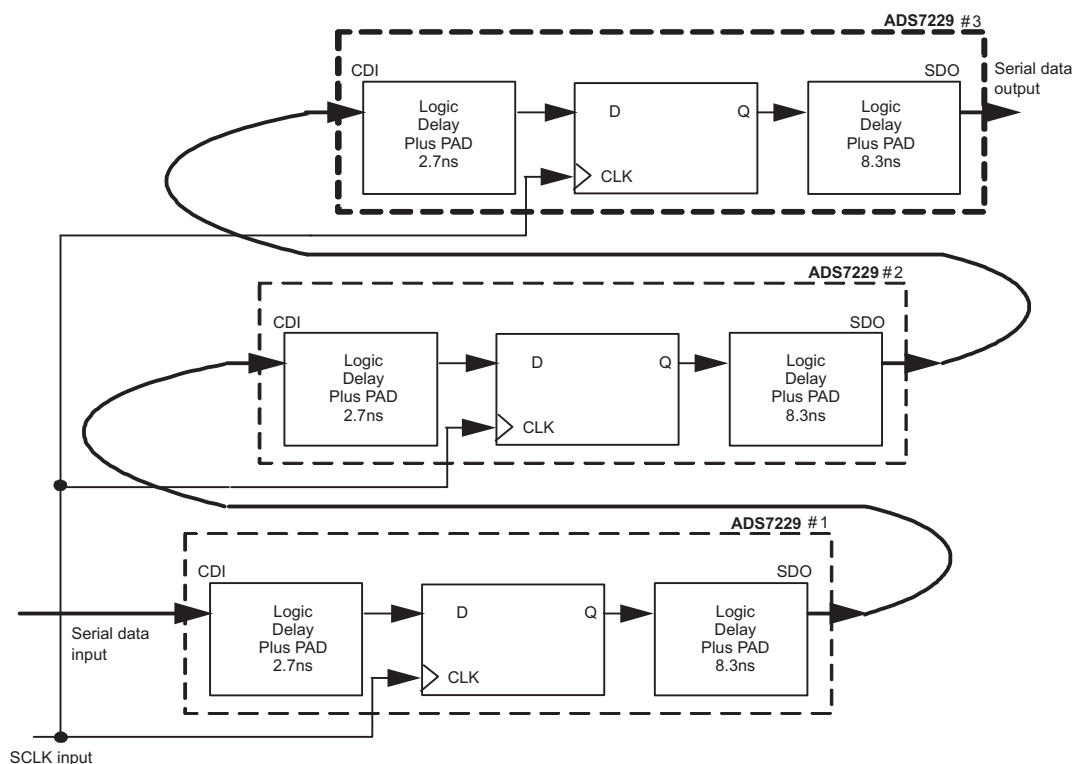 ADS7229 #3
CDI
SDO
Serial data
output
Logic
Delay
Plus PAD
2.7ns
D
Q
CLK
Logic
Delay
Plus PAD
8.3ns
ADS7229 #2
CDI
SDO
Logic
Delay
Plus PAD
2.7ns
D
Q
CLK
Logic
Delay
Plus PAD
8.3ns
ADS7229 #1
CDI
SDO
Serial data
input
Logic
Delay
Plus PAD
2.7ns
D
Q
CLK
Logic
Delay
Plus PAD
8.3ns
SCLK input